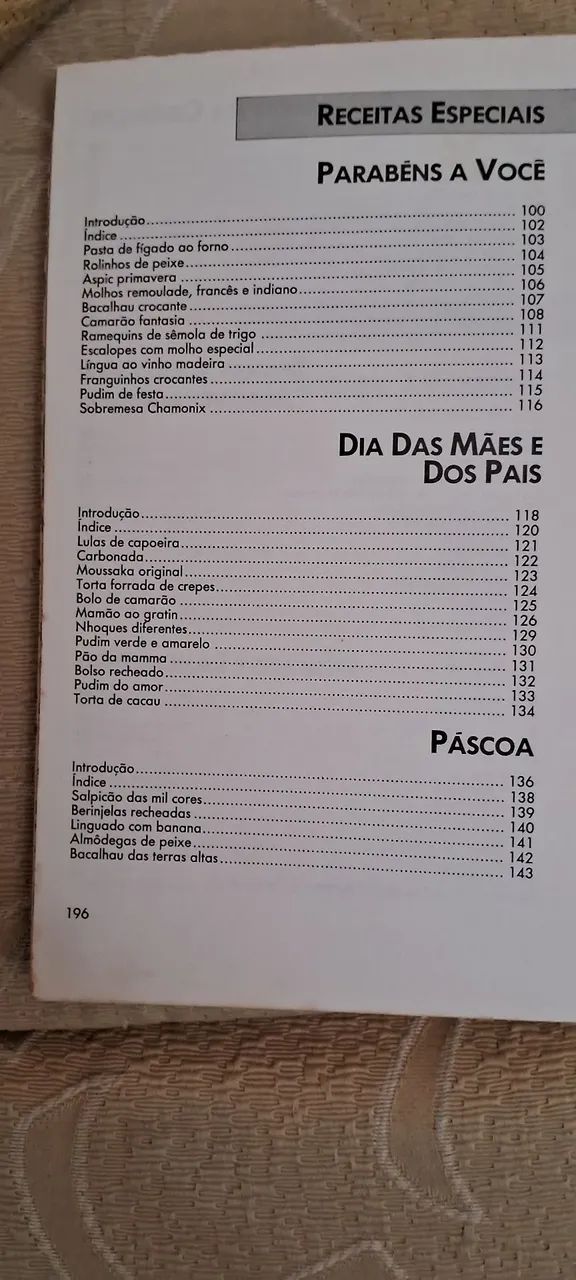 RECEITAS ESPECIAIS
PARABÉNS A VOCÊ
Introdução 100
Índice 102
Pasta de fígado ao forno 103
Rolinhos de peixe 104
Aspic primavera 105
Molhos remoulade, francês e indiano 106
Bacalhau crocante 107
Camarão fantasia 108
Ramequins de sêmola de trigo 111
Escalopes com molho especial 112
Língua ao vinho madeira 113
Franguinhos crocantes 114
Pudim de festa 115
Sobremesa Chamonix 116
DIA DAS MÃES E
DOS PAIS
Introdução 118
Índice 120
Lulas de capoeira 121
Carbonada 122
Moussaka original 123
Torta forrada de crepes 124
Bolo de camarão 125
Mamão ao gratin 126
Nhoques diferentes 129
Pudim verde e amarelo 130
Pão da mamma 131
Bolso recheado 132
Pudim do amor 133
Torta de cacau 134
PÁSCOA
Introdução 136
Índice 138
Salpicão das mil cores 139
Berinjelas recheadas 140
Linguado com banana 141
Almôdegas de peixe 142
Bacalhau das terras altas 143
196